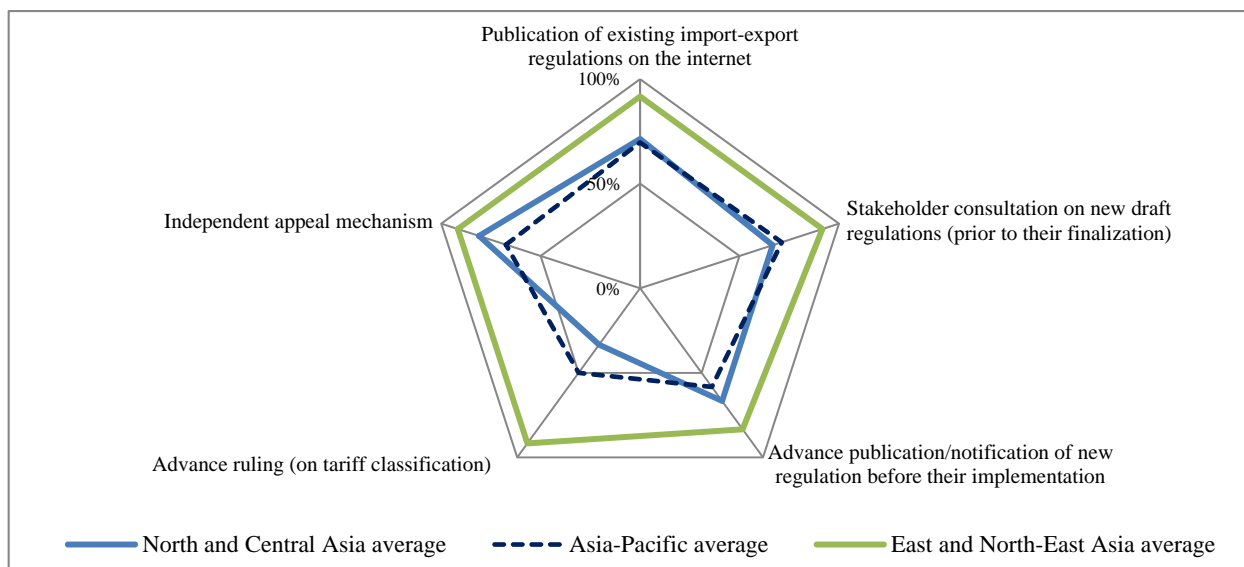 Publication of existing import-export
regulations on the internet
100%
50%
0%
Independent appeal mechanism
Stakeholder consultation on new draft
regulations (prior to their finalization)
Advance ruling (on tariff classification)
Advance publication/notification of new
regulation before their implementation
North and Central Asia average
Asia-Pacific average
East and North-East Asia average